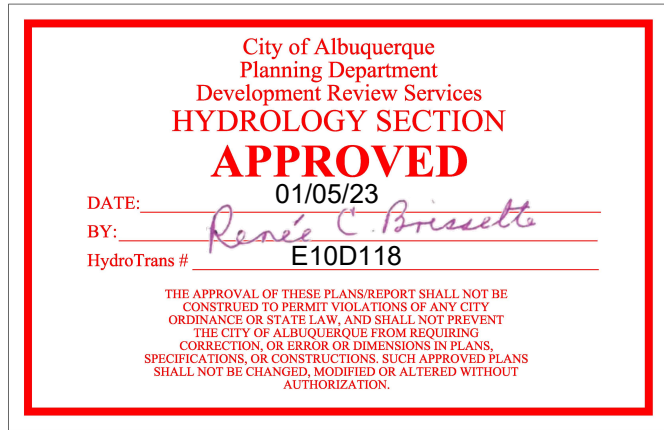 City of Albuquerque
Planning Department
Development Review Services
HYDROLOGY SECTION
APPROVED
DATE: 01/05/23
BY: Renée C. Brissette
HydroTrans # E10D118
THE APPROVAL OF THESE PLANS/REPORT SHALL NOT BE
CONSTRUED TO PERMIT VIOLATIONS OF ANY CITY
ORDINANCE OR STATE LAW, AND SHALL NOT PREVENT
THE CITY OF ALBUQUERQUE FROM REQUIRING
CORRECTION, OR ERROR OR DIMENSIONS IN PLANS,
SPECIFICATIONS, OR CONSTRUCTIONS. SUCH APPROVED PLANS
SHALL NOT BE CHANGED, MODIFIED OR ALTERED WITHOUT
AUTHORIZATION.